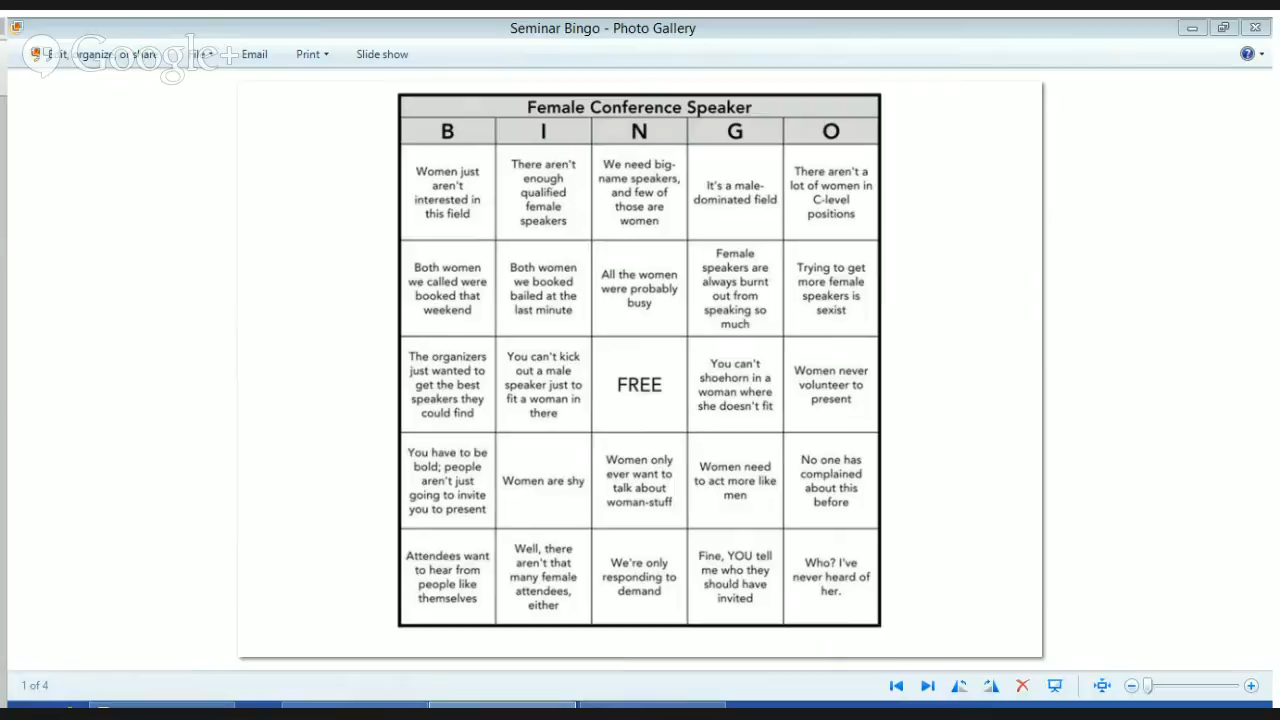 Seminar Bingo - Photo Gallery
Edit, organize, or share File Email Print Slide show
Google+
Female Conference Speaker
B I N G O
Women just
aren't
interested in
this field
There aren't
enough
qualified
female
speakers
We need big-
name speakers,
and few of
those are
women
It's a male-
dominated field
There aren't a
lot of women in
C-level
positions
Both women
we called were
booked that
weekend
Both women
we booked
bailed at the
last minute
All the women
were probably
busy
Female
speakers are
always burnt
out from
speaking so
much
Trying to get
more female
speakers is
sexist
The organizers
just wanted to
get the best
speakers they
could find
You can't kick
out a male
speaker just to
fit a woman in
there
FREE
You can't
shoehorn in a
woman where
she doesn't fit
Women never
volunteer to
present
You have to be
bold; people
aren't just
going to invite
you to present
Women are shy
Women only
ever want to
talk about
woman-stuff
Women need
to act more like
men
No one has
complained
about this
before
Attendees want
to hear from
people like
themselves
Well, there
aren't that
many female
attendees,
either
We're only
responding to
demand
Fine, YOU tell
me who they
should have
invited
Who? I've
never heard of
her.
1 of 4